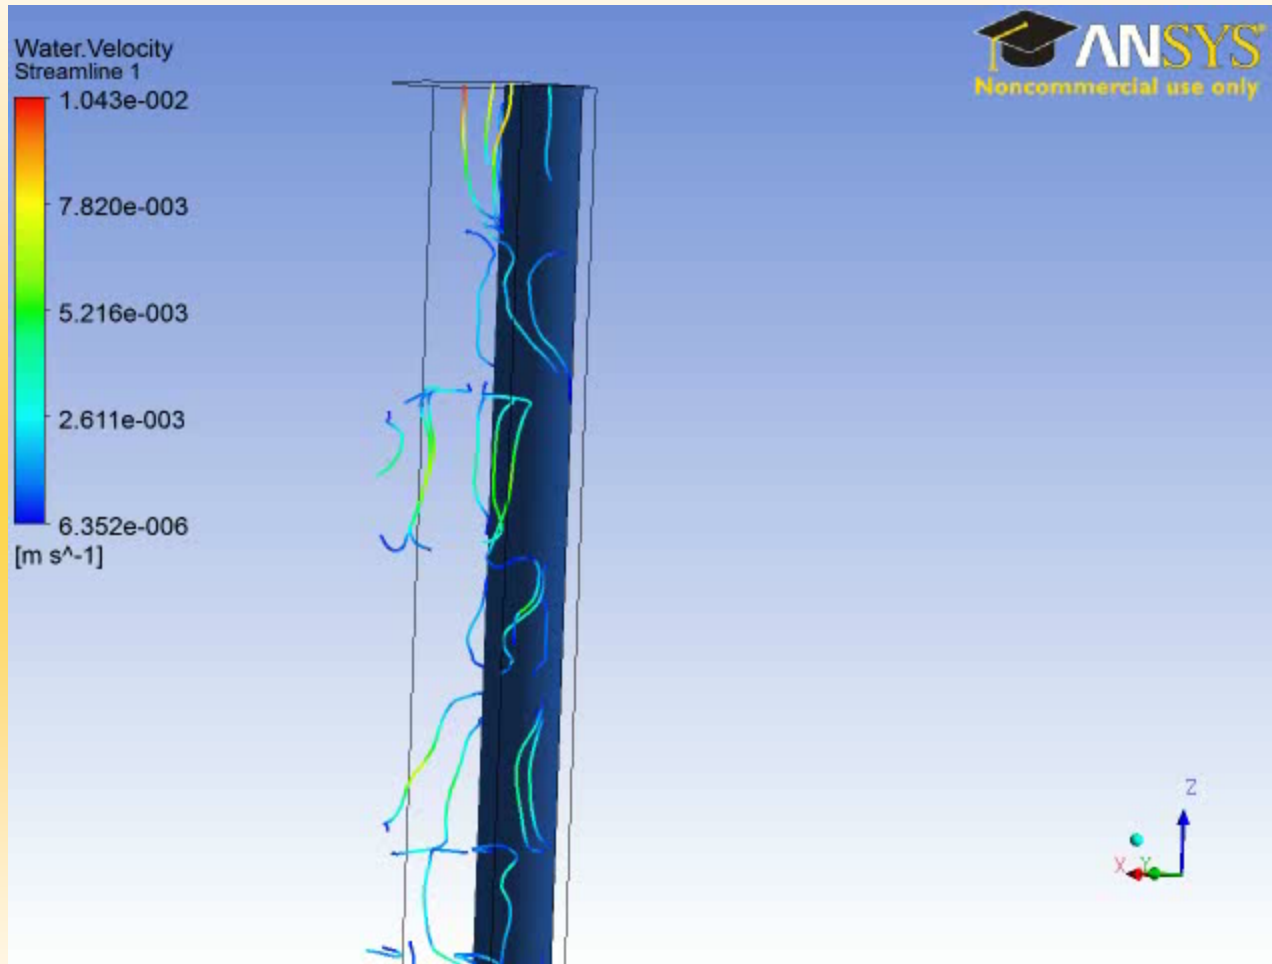 Water.Velocity
Streamline 1
1.043e-002
7.820e-003
5.216e-003
2.611e-003
6.352e-006
[m s^-1]
ANSYS
Noncommercial use only
Z
X
Y